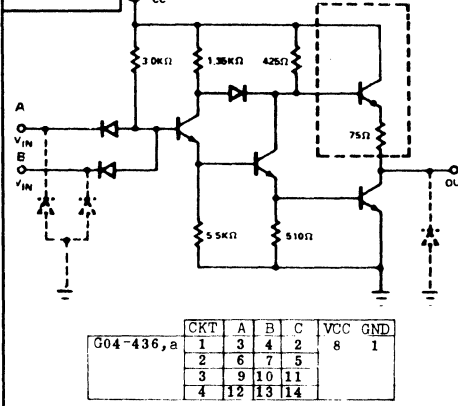 CC
3.0KΩ
1.35KΩ
425Ω
A
VIN
B
VIN
75Ω
OU
5.5KΩ
510Ω
CKT A B C VCC GND
G04-436,a 1 3 4 2 8 1
2 6 7 5
3 9 10 11
4 12 13 14